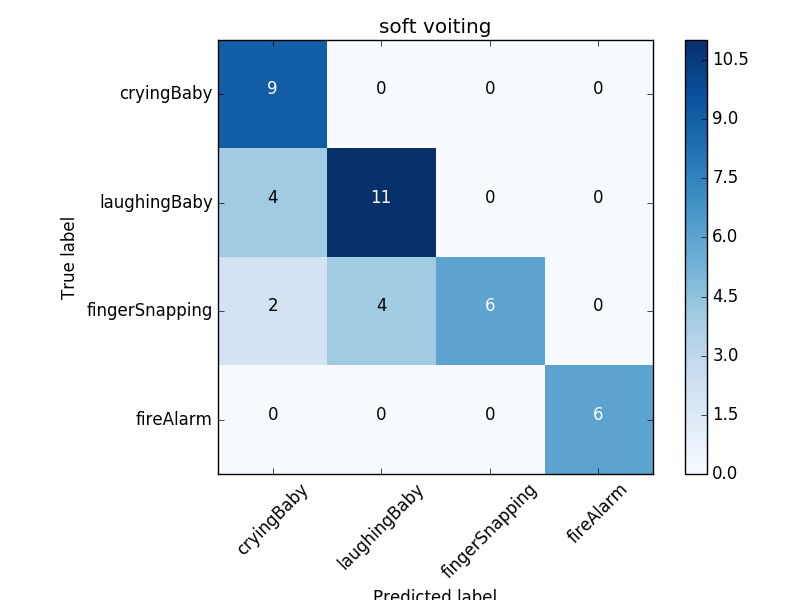 soft voiting
cryingBaby 9 0 0 0
laughingBaby 4 11 0 0
fingerSnapping 2 4 6 0
fireAlarm 0 0 0 6
True label
cryingBaby laughingBaby fingerSnapping fireAlarm
Predicted label
10.5
9.0
7.5
6.0
4.5
3.0
1.5
0.0